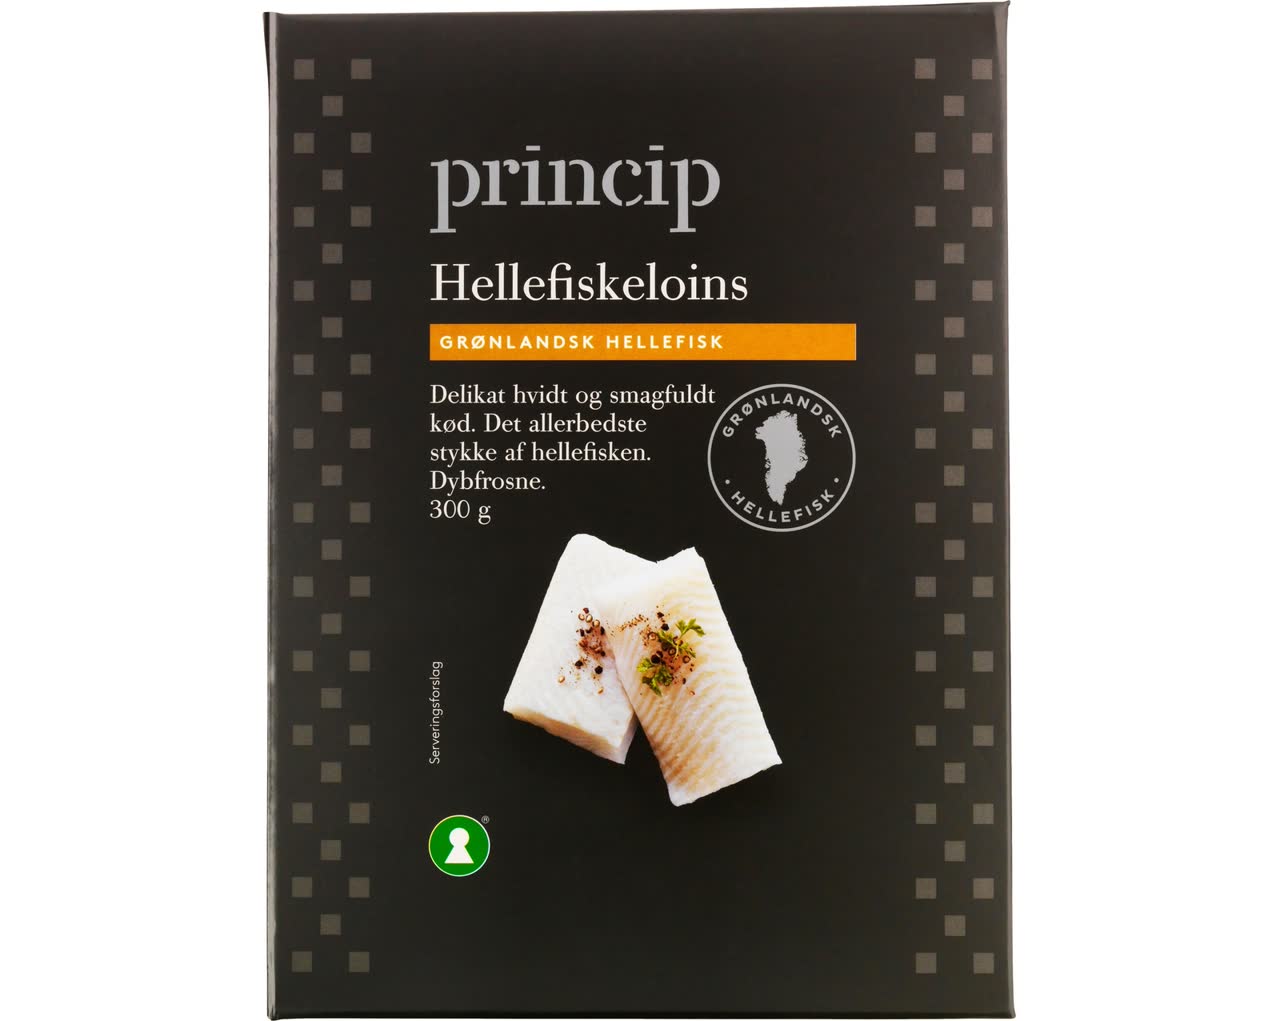 princip
Hellefiskeloins
GRØNLANDSK HELLEFISK
Delikat hvidt og smagfuldt
kød. Det allerbedste
stykke af hellefisken.
Dybfrosne.
300 g
GRØNLANDSK
• HELLEFISK •
Serveringsforslag
®